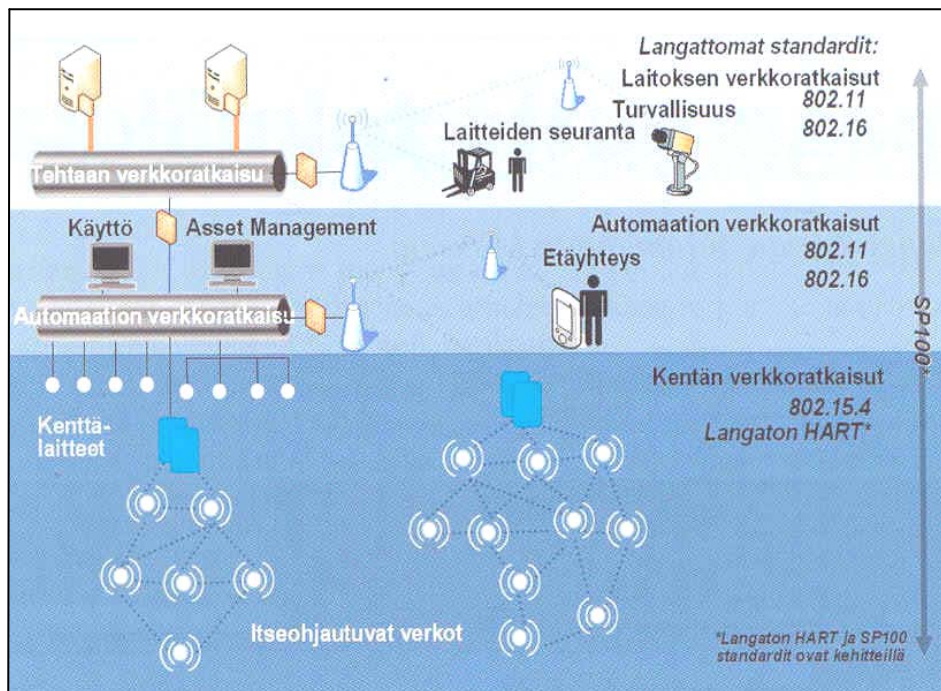 Langattomat standardit:
Laitoksen verkkoratkaisut
802.11
802.16
Turvallisuus
Laitteiden seuranta
Tehtaan verkkoratkaisu
Käyttö
Asset Management
Automaation verkkoratkaisut
802.11
802.16
Etäyhteys
Automaation verkkoratkaisu
SP100*
Kentän verkkoratkaisut
802.15.4
Langaton HART*
Kenttä-
laitteet
Itseohjautuvat verkot
*Langaton HART ja SP100
standardit ovat kehitteillä